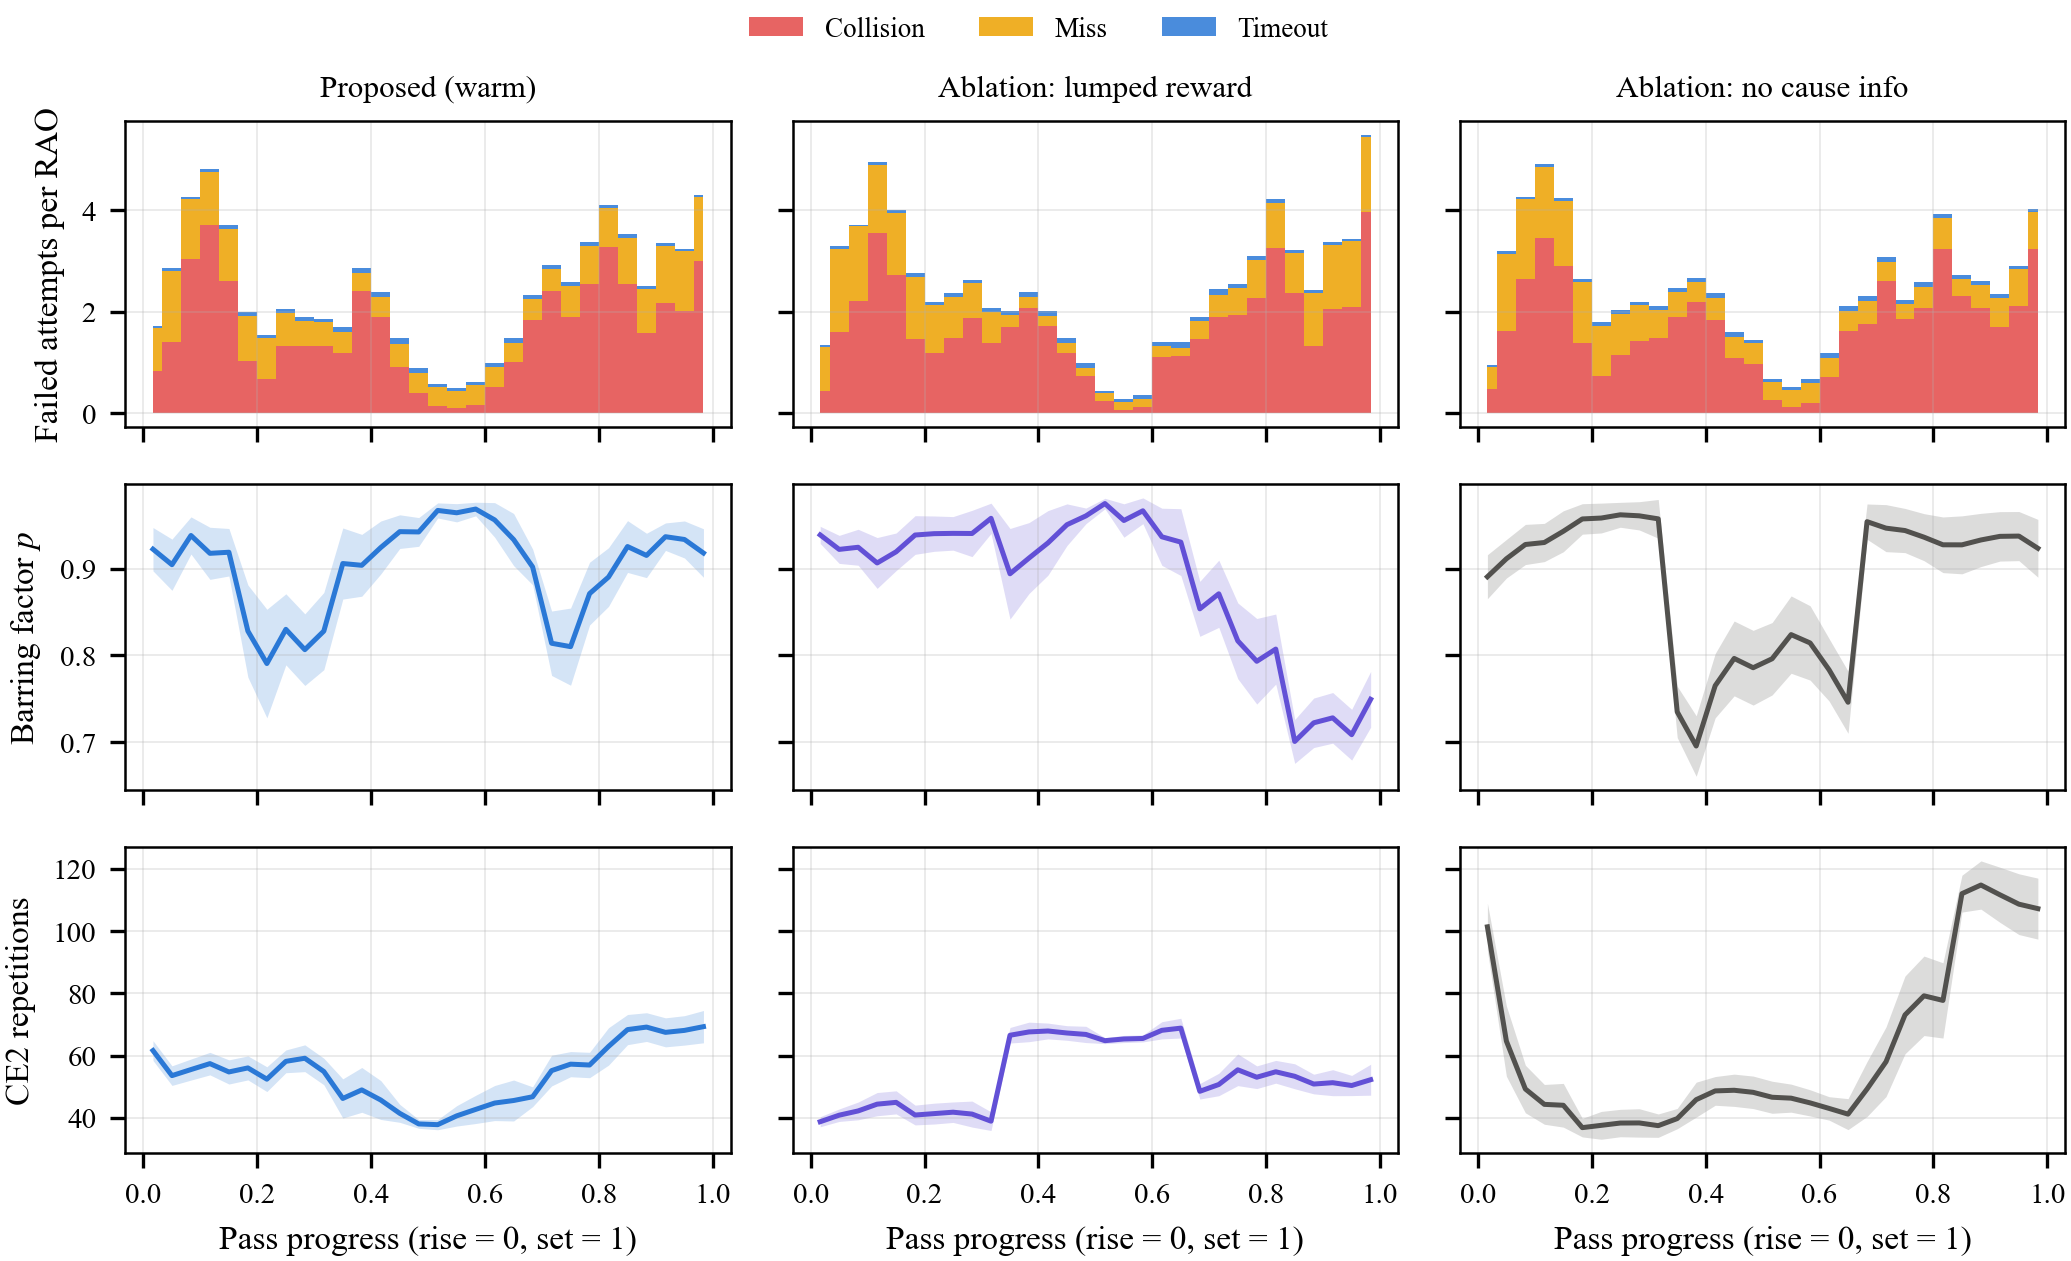 Collision Miss Timeout
Proposed (warm) Ablation: lumped reward Ablation: no cause info
Failed attempts per RAO
4
2
0
Barring factor p
0.9
0.8
0.7
CE2 repetitions
120
100
80
60
40
0.0 0.2 0.4 0.6 0.8 1.0 0.0 0.2 0.4 0.6 0.8 1.0 0.0 0.2 0.4 0.6 0.8 1.0
Pass progress (rise = 0, set = 1) Pass progress (rise = 0, set = 1) Pass progress (rise = 0, set = 1)